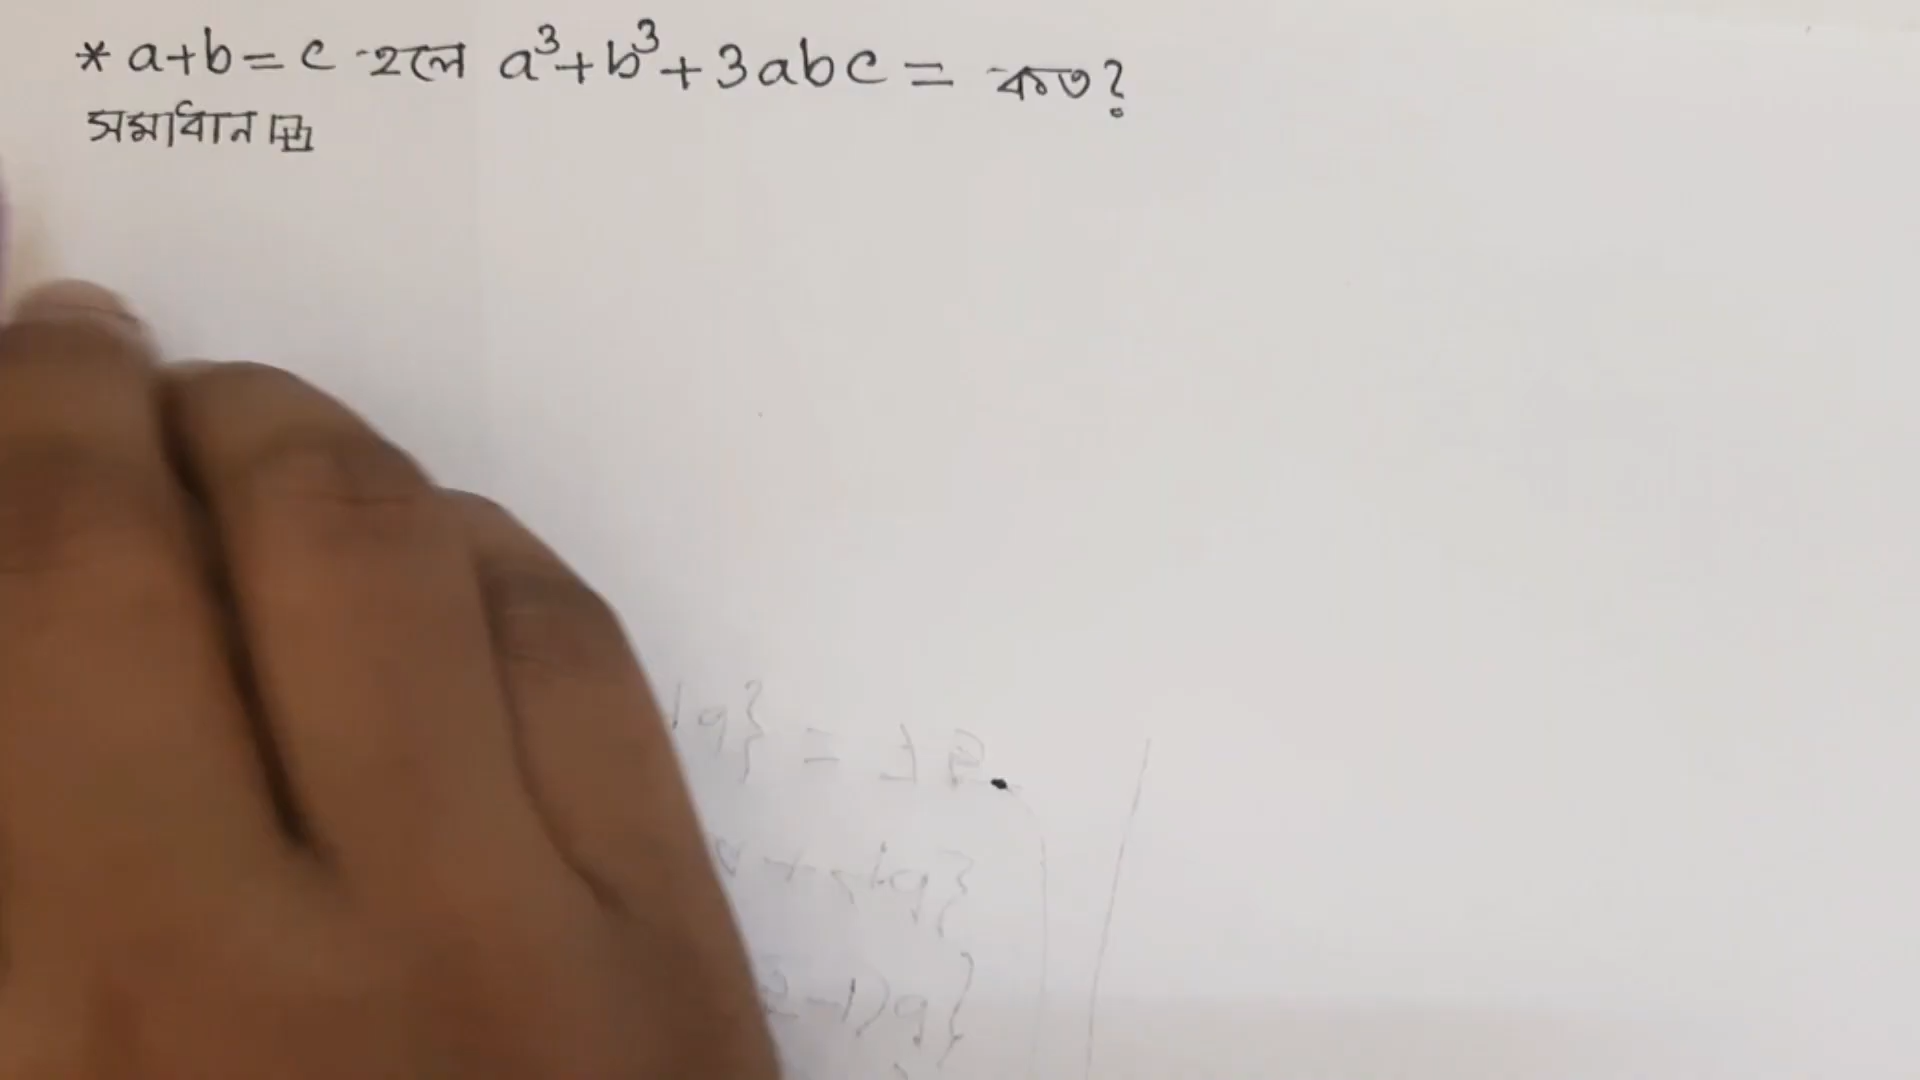 * a+b=c হলে a³+b³+3abc = কত?
সমাধান